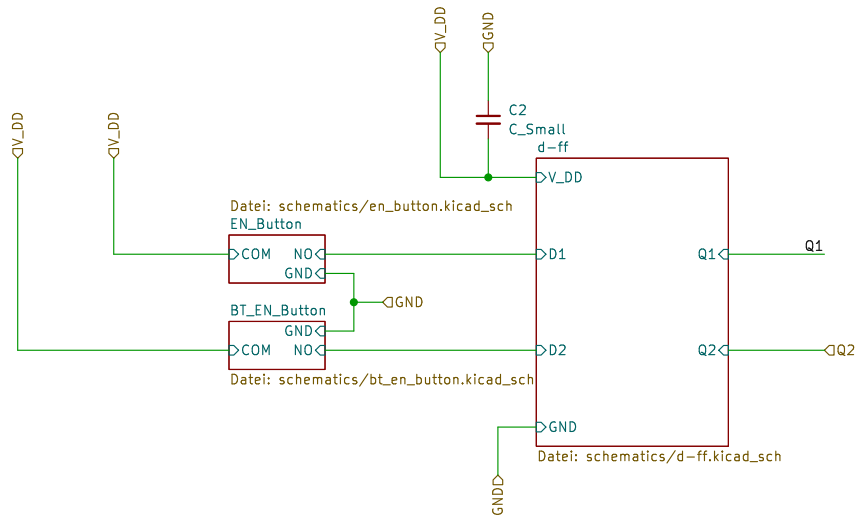 V_DD
GND
C2
C_Small
d-ff
V_DD
V_DD
V_DD
Datei: schematics/en_button.kicad_sch
EN_Button
COM
NO
GND
D1
Q1
Q1
GND
BT_EN_Button
GND
COM
NO
D2
Q2
Q2
Datei: schematics/bt_en_button.kicad_sch
GND
Datei: schematics/d-ff.kicad_sch
GND